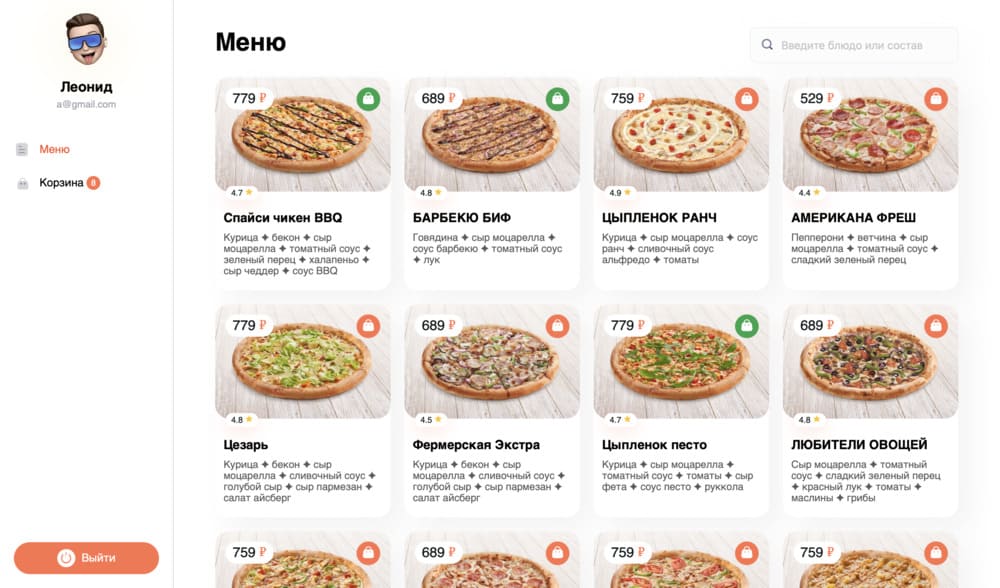 Леонид
a@gmail.com
Меню
Корзина 8
Выйти
Меню
Введите блюдо или состав
779 ₽
4.7
Спайси чикен BBQ
Курица ✦ бекон ✦ сыр
моцарелла ✦ томатный соус ✦
зеленый перец ✦ халапеньо ✦
сыр чеддер ✦ соус BBQ
689 ₽
4.8
БАРБЕКЮ БИФ
Говядина ✦ сыр моцарелла ✦
соус барбекю ✦ томатный соус
✦ лук
759 ₽
4.9
ЦЫПЛЕНОК РАНЧ
Курица ✦ сыр моцарелла ✦ соус
ранч ✦ сливочный соус
альфредо ✦ томаты
529 ₽
4.4
АМЕРИКАНА ФРЕШ
Пепперони ✦ ветчина ✦ сыр
моцарелла ✦ томатный соус ✦
сладкий зеленый перец
779 ₽
4.8
Цезарь
Курица ✦ бекон ✦ сыр
моцарелла ✦ сливочный соус ✦
голубой сыр ✦ сыр пармезан ✦
салат айсберг
689 ₽
4.5
Фермерская Экстра
Курица ✦ бекон ✦ сыр
моцарелла ✦ сливочный соус ✦
голубой сыр ✦ сыр пармезан ✦
салат айсберг
779 ₽
4.7
Цыпленок песто
Курица ✦ сыр моцарелла ✦
томатный соус ✦ томаты ✦ сыр
фета ✦ соус песто ✦ руккола
689 ₽
4.8
ЛЮБИТЕЛИ ОВОЩЕЙ
Сыр моцарелла ✦ томатный
соус ✦ сладкий зеленый перец
✦ красный лук ✦ томаты ✦
маслины ✦ грибы
759 ₽
689 ₽
759 ₽
759 ₽